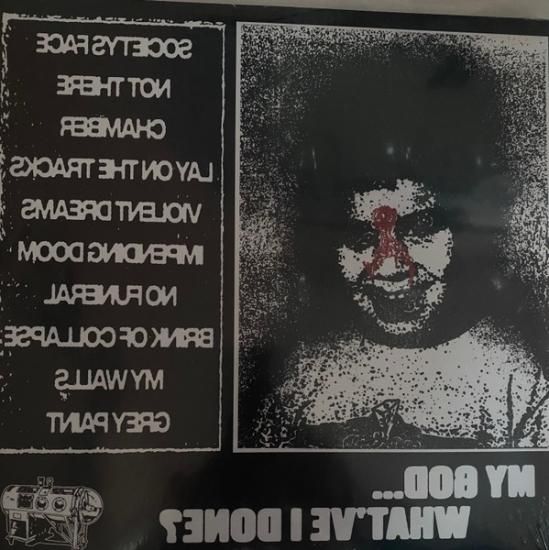 SOCIETYS FACE
NOT THERE
CHAMBER
LAY ON THE TRACKS
VIOLENT DREAMS
IMPENDING DOOM
NO FUNERAL
BRINK OF COLLAPSE
MY WALLS
GREY PAINT
MY GOD...
WHAT'VE I DONE?